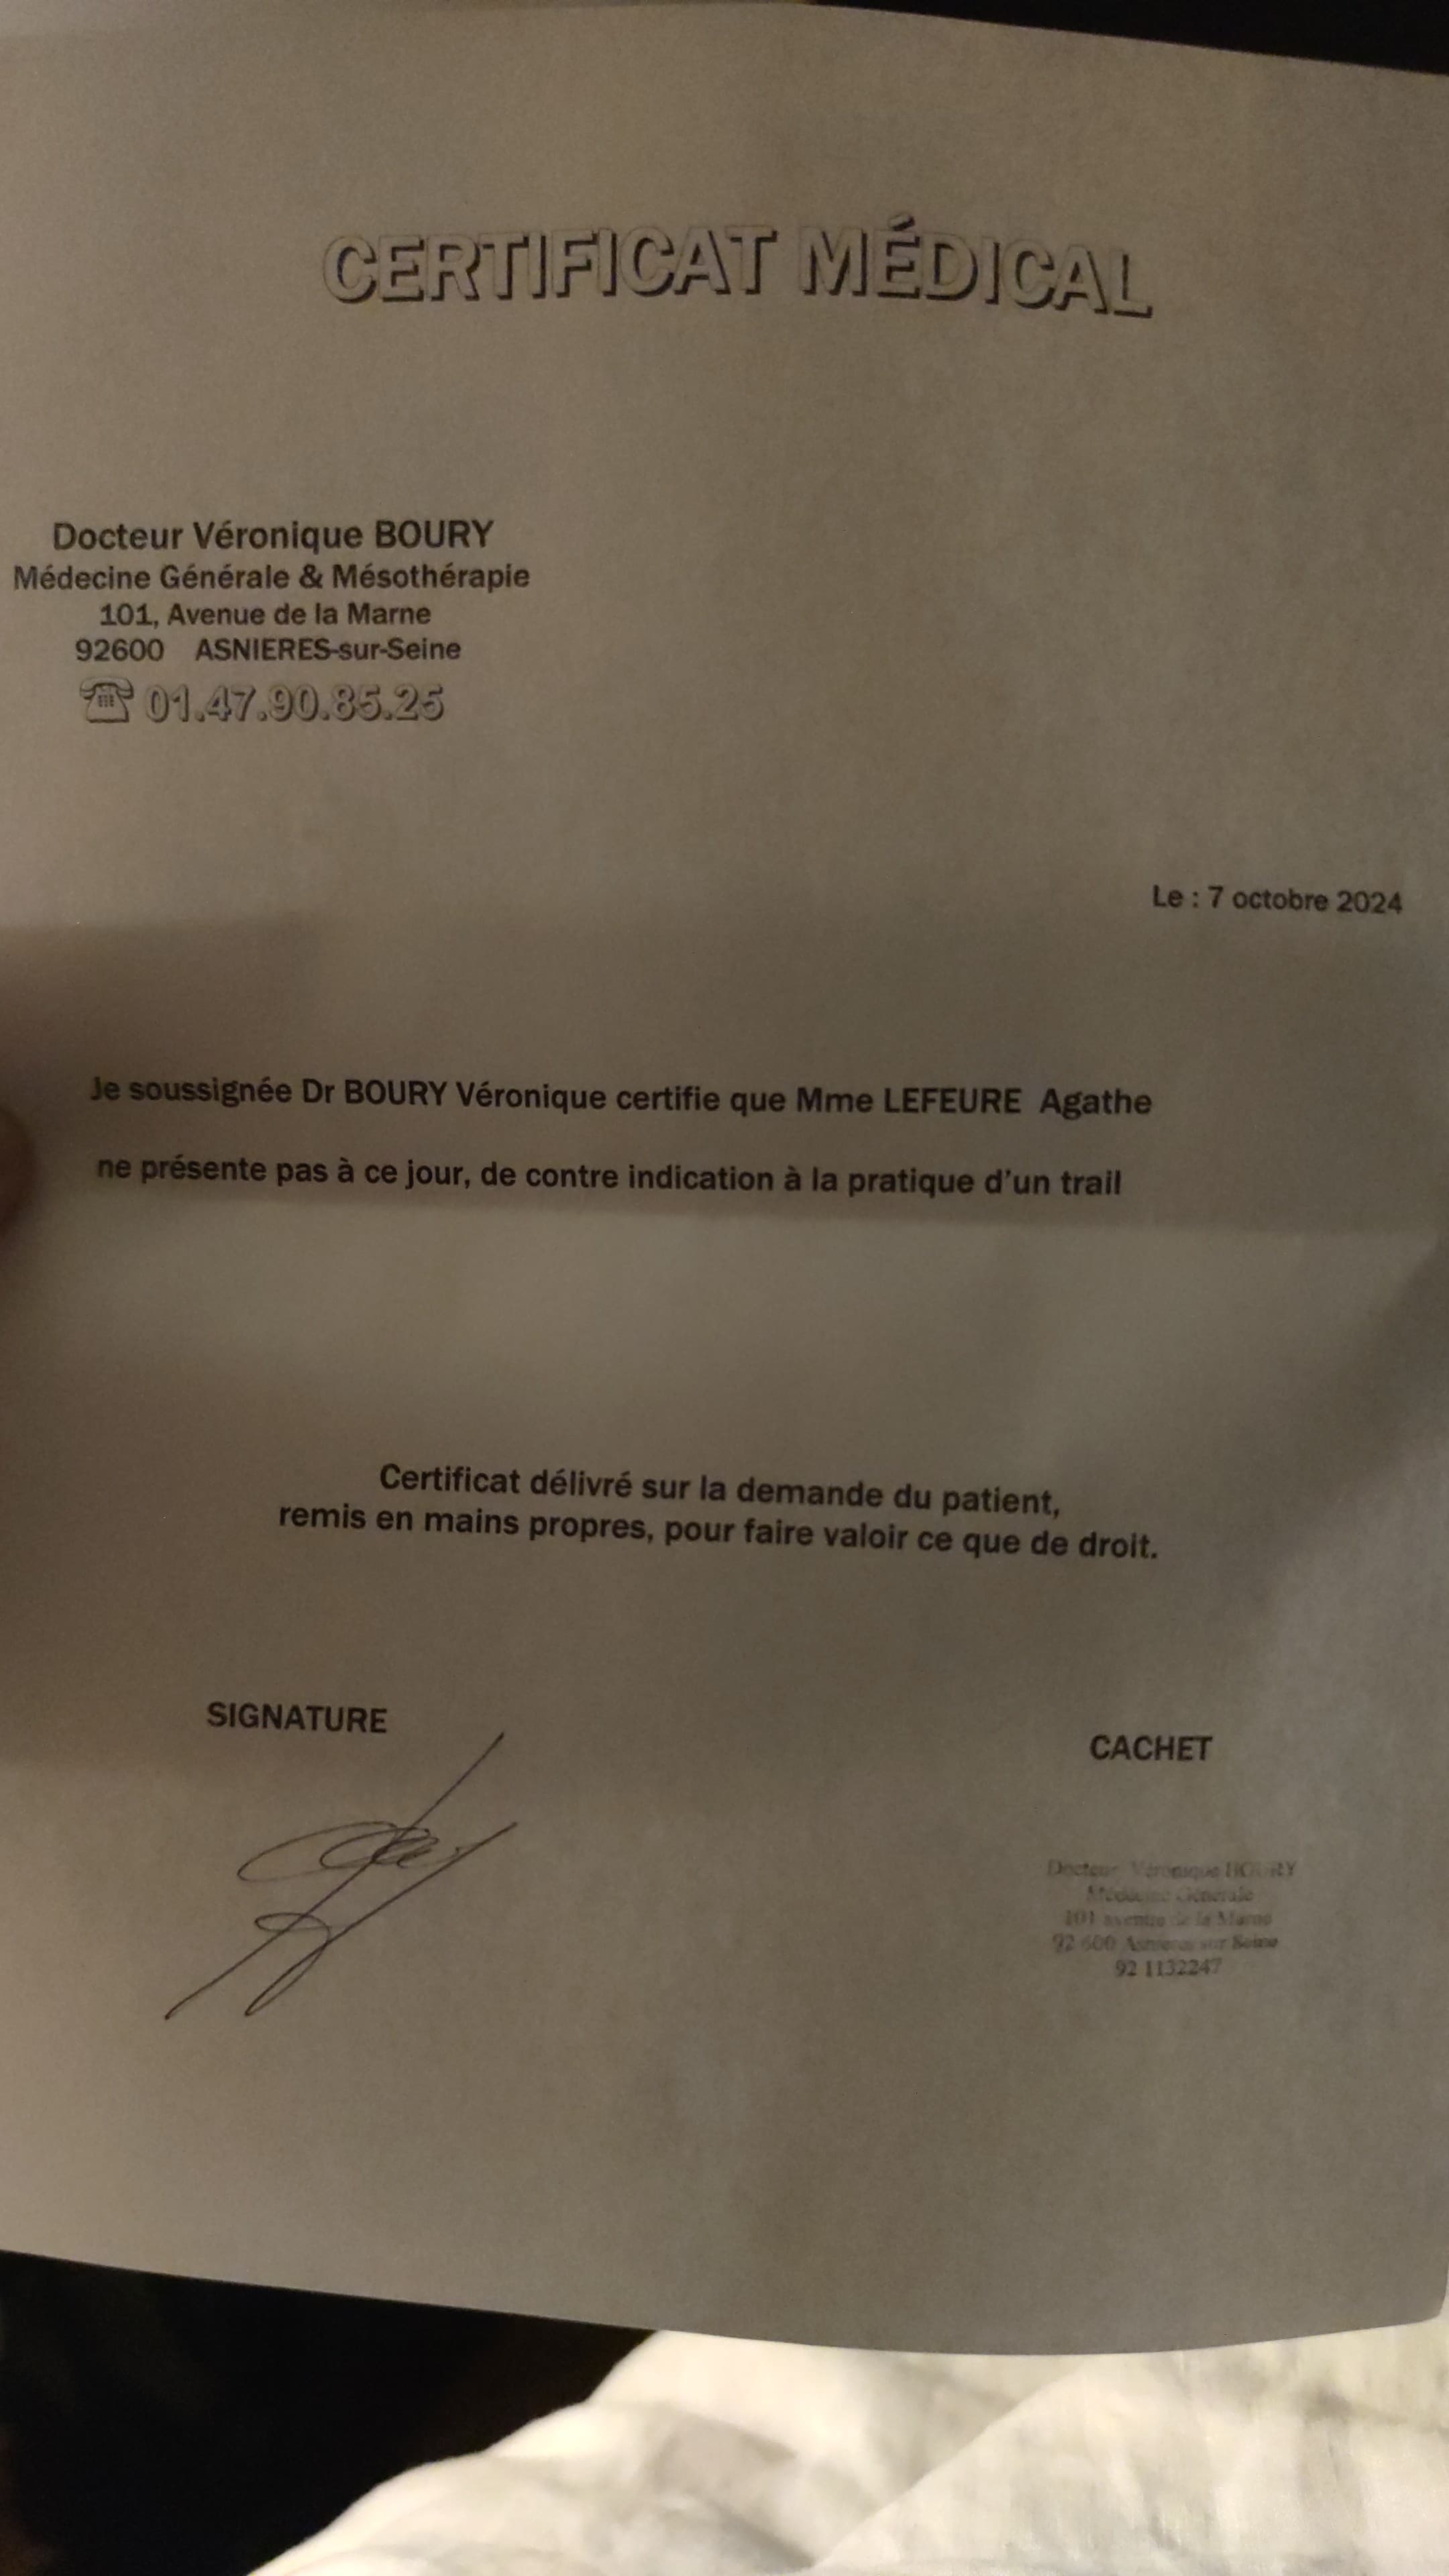 CERTIFICAT MÉDICAL
Docteur Véronique BOURY
Médecine Générale & Mésothérapie
101, Avenue de la Marne
92600 ASNIERES-sur-Seine
☎ 01.47.90.85.25
Le : 7 octobre 2024
Je soussignée Dr BOURY Véronique certifie que Mme LEFEURE Agathe
ne présente pas à ce jour, de contre indication à la pratique d'un trail
Certificat délivré sur la demande du patient,
remis en mains propres, pour faire valoir ce que de droit.
SIGNATURE
CACHET
Docteur Véronique BOURY
Médecine Générale
101 avenue de la Marne
92 600 Asnieres sur Seine
92 1132247